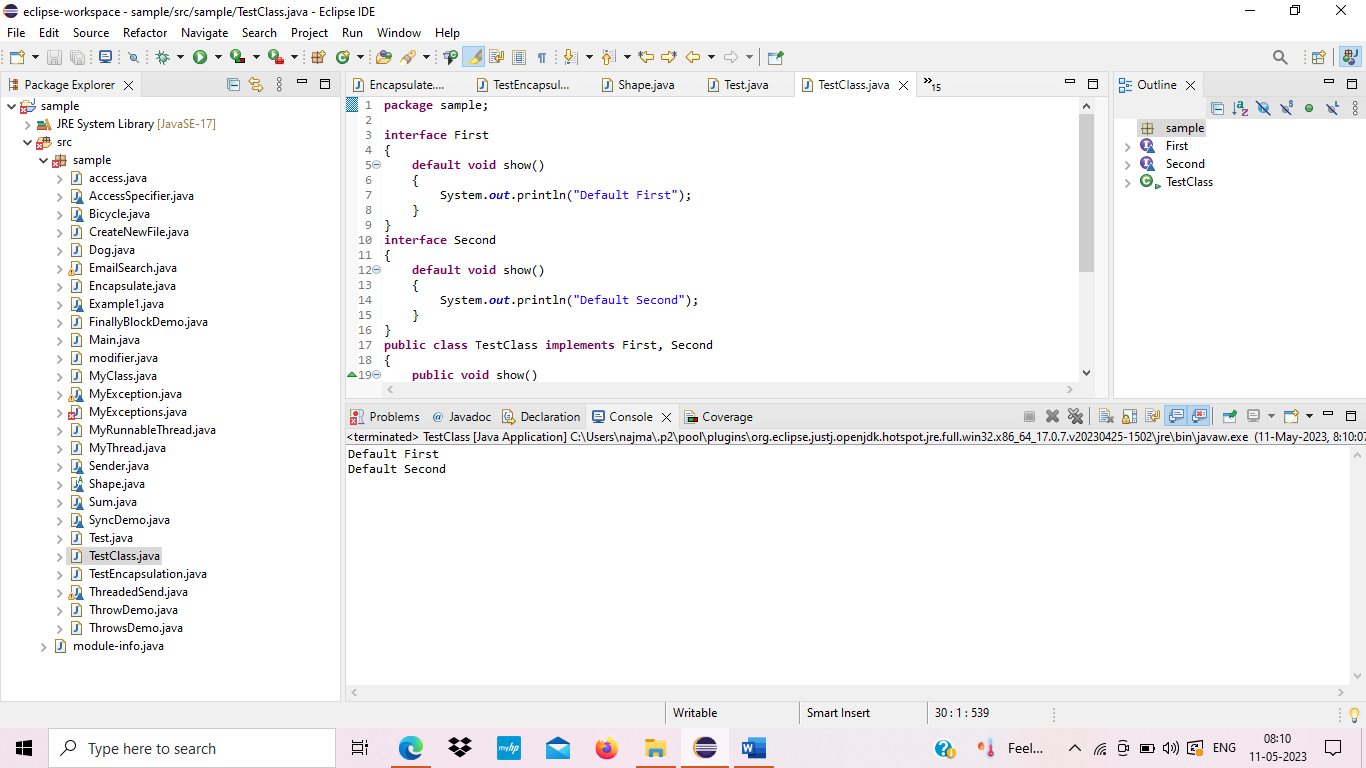 eclipse-workspace - sample/src/sample/TestClass.java - Eclipse IDE
File Edit Source Refactor Navigate Search Project Run Window Help
Package Explorer
sample
JRE System Library [JavaSE-17]
src
sample
access.java
AccessSpecifier.java
Bicycle.java
CreateNewFile.java
Dog.java
EmailSearch.java
Encapsulate.java
Example1.java
FinallyBlockDemo.java
Main.java
modifier.java
MyClass.java
MyException.java
MyExceptions.java
MyRunnableThread.java
MyThread.java
Sender.java
Shape.java
Sum.java
SyncDemo.java
Test.java
TestClass.java
TestEncapsulation.java
ThreadedSend.java
ThrowDemo.java
ThrowsDemo.java
module-info.java
Encapsulate.... TestEncapsul... Shape.java Test.java TestClass.java »15
1 package sample;
2
3 interface First
4 {
5 default void show()
6 {
7 System.out.println("Default First");
8 }
9 }
10 interface Second
11 {
12 default void show()
13 {
14 System.out.println("Default Second");
15 }
16 }
17 public class TestClass implements First, Second
18 {
19 public void show()
Outline
sample
First
Second
TestClass
Problems @ Javadoc Declaration Console Coverage
<terminated> TestClass [Java Application] C:\Users\najma\.p2\pool\plugins\org.eclipse.justj.openjdk.hotspot.jre.full.win32.x86_64_17.0.7.v20230425-1502\jre\bin\javaw.exe (11-May-2023, 8:10:07
Default First
Default Second
Writable Smart Insert 30 : 1 : 539
Type here to search
myhp
W
Feel...
ENG
08:10
11-05-2023